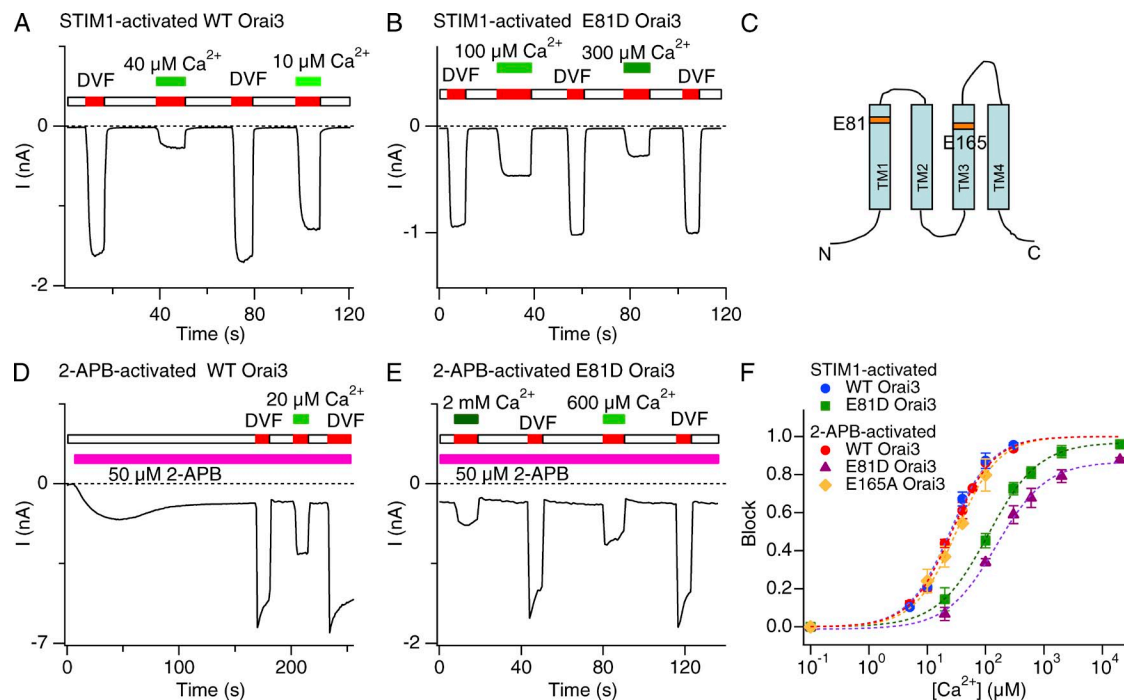 A STIM1-activated WT Orai3
40 µM Ca2+
10 µM Ca2+
DVF
DVF
0
-2
I (nA)
40
80
120
Time (s)
B STIM1-activated E81D Orai3
100 µM Ca2+
300 µM Ca2+
DVF
DVF
DVF
0
-1
I (nA)
0
40
80
120
Time (s)
C
E81
E165
TM1
TM2
TM3
TM4
N
C
D 2-APB-activated WT Orai3
20 µM Ca2+
DVF
DVF
50 µM 2-APB
0
-7
I (nA)
0
100
200
Time (s)
E 2-APB-activated E81D Orai3
2 mM Ca2+
600 µM Ca2+
DVF
DVF
50 µM 2-APB
0
-2
I (nA)
0
40
80
120
Time (s)
F
STIM1-activated
WT Orai3
E81D Orai3
2-APB-activated
WT Orai3
E81D Orai3
E165A Orai3
1.0
0.8
0.6
0.4
0.2
0.0
Block
10-1
100
101
102
103
104
[Ca2+] (µM)